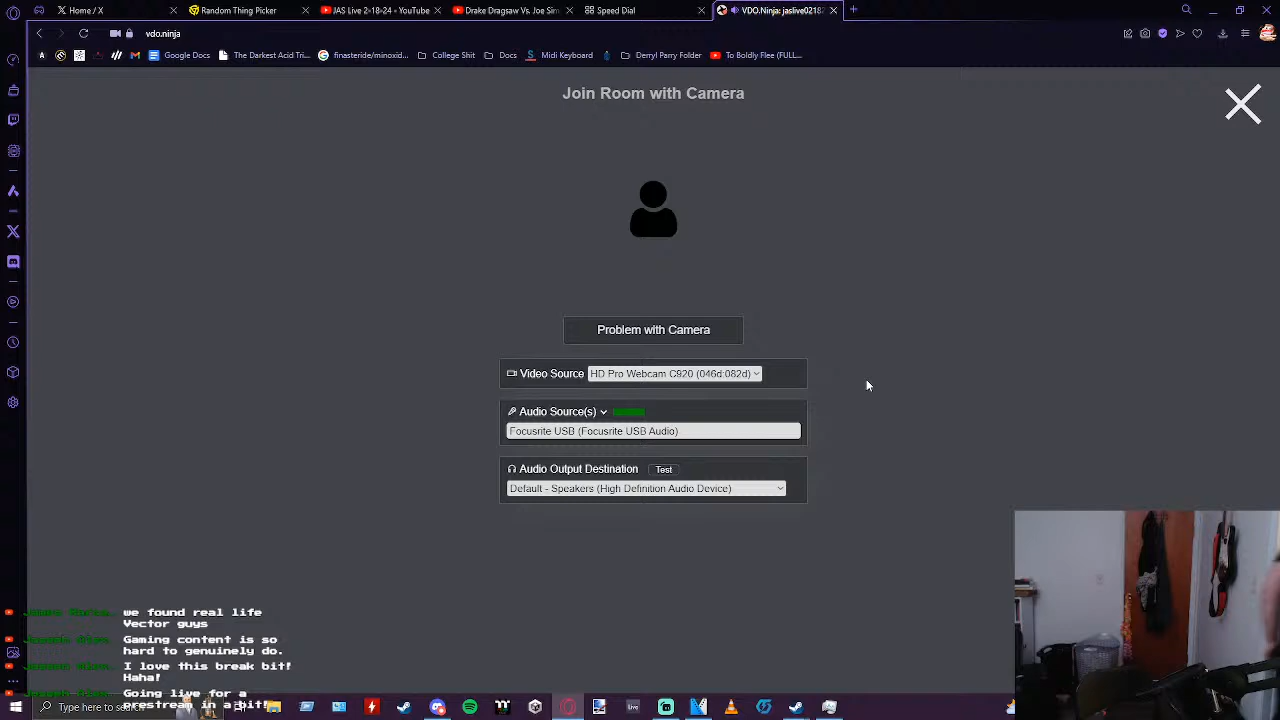 Home / X
Random Thing Picker
JAS Live 2-18-24 • YouTube
Drake Dragsaw Vs. Joe Sim
Speed Dial
VDO.Ninja: jaslive0218
vdo.ninja
Google Docs
The Darkest Acid Tri...
finasteride/minoxid...
College Shit
Docs
Midi Keyboard
Derryl Parry Folder
To Boldly Flee (FULL...
Join Room with Camera
Problem with Camera
Video Source HD Pro Webcam C920 (046d:082d)
Audio Source(s)
Focusrite USB (Focusrite USB Audio)
Audio Output Destination Test
Default - Speakers (High Definition Audio Device)
we found real life
Vector guys
Gaming content is so
hard to genuinely do.
I love this break bit!
Haha!
Going live for a
prestream in a bit!
Type here to